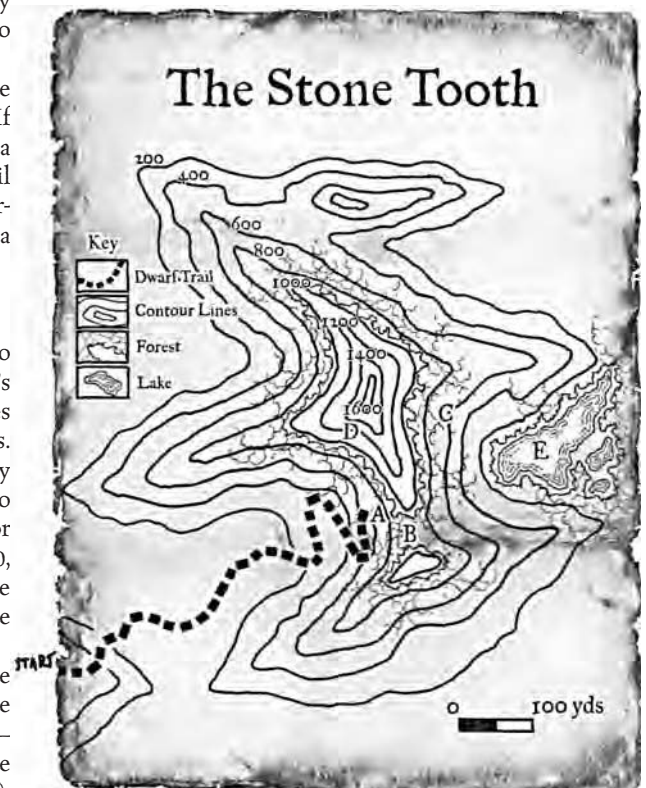 The Stone Tooth
200
400
600
800
1000
1200
1400
1600
Key
Dwarf-Trail
Contour Lines
Forest
Lake
A
B
C
D
E
START
0 100 yds